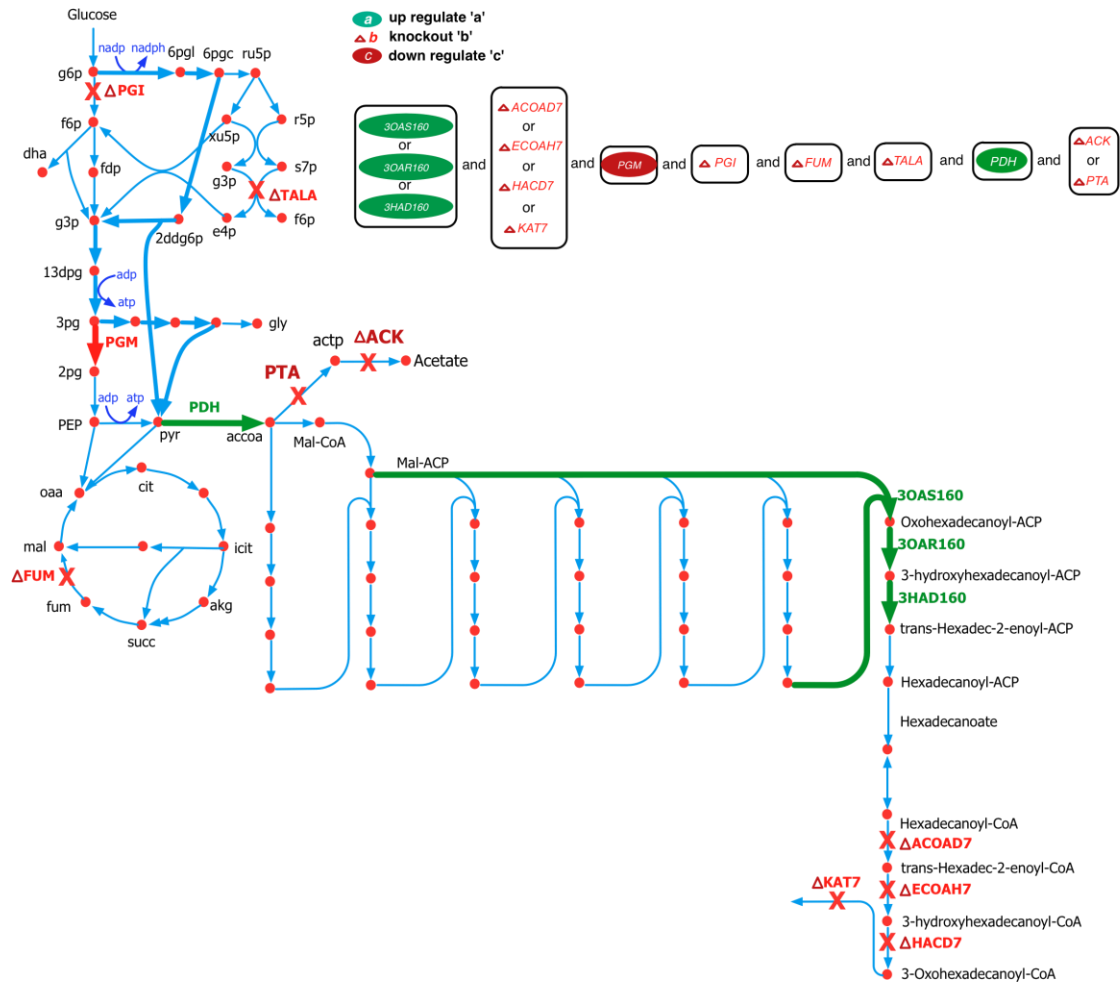 Glucose
a up regulate 'a'
Δ b knockout 'b'
c down regulate 'c'
nadp nadph 6pgl 6pgc ru5p
g6p
Δ PGI
f6p xu5p r5p
dha fdp g3p s7p
ΔTALA
g3p 2ddg6p e4p f6p
3OAS160
or
3OAR160
or
3HAD160
and
Δ ACOAD7
or
Δ ECOAH7
or
Δ HACD7
or
Δ KAT7
and
PGM
and
Δ PGI
and
Δ FUM
and
Δ TALA
and
PDH
and
Δ ACK
or
Δ PTA
13dpg adp
atp
3pg gly
PGM
2pg
actp ΔACK
Acetate
PTA
adp atp PDH
PEP pyr accoa Mal-CoA
Mal-ACP
oaa cit
mal icit
ΔFUM
fum akg
succ
3OAS160
Oxohexadecanoyl-ACP
3OAR160
3-hydroxyhexadecanoyl-ACP
3HAD160
trans-Hexadec-2-enoyl-ACP
Hexadecanoyl-ACP
Hexadecanoate
Hexadecanoyl-CoA
ΔACOAD7
trans-Hexadec-2-enoyl-CoA
ΔKAT7 ΔECOAH7
3-hydroxyhexadecanoyl-CoA
ΔHACD7
3-Oxohexadecanoyl-CoA